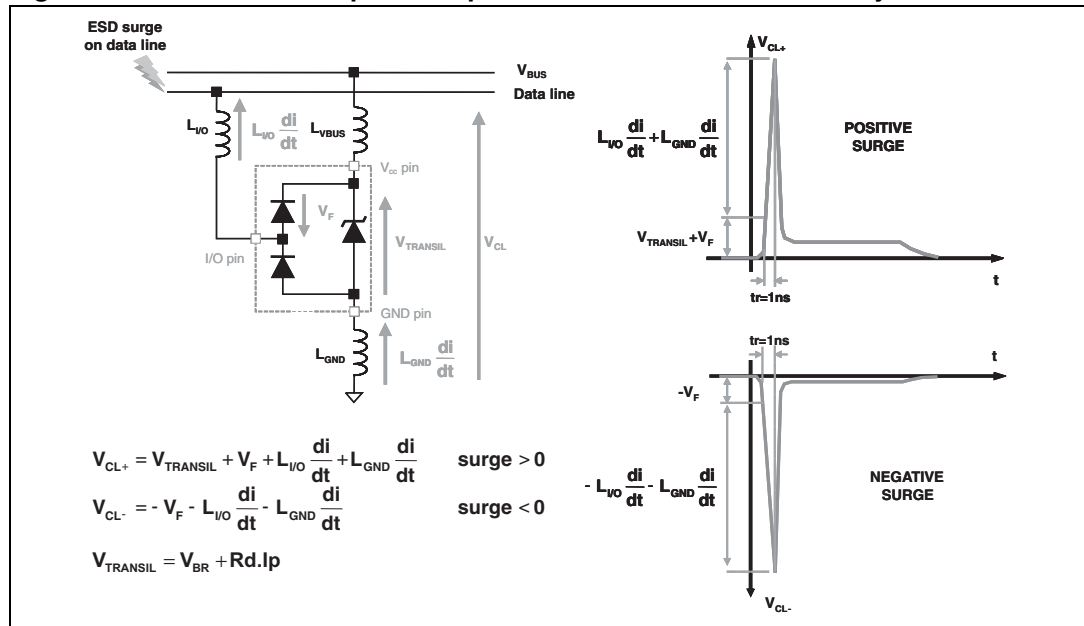 ESD surge
on data line
V_BUS
Data line
L_I/O
L_I/O di/dt
L_VBUS
V_cc pin
V_F
V_TRANSIL
V_CL
I/O pin
GND pin
L_GND
L_GND di/dt
V_CL+ = V_TRANSIL + V_F + L_I/O di/dt + L_GND di/dt surge > 0
V_CL- = - V_F - L_I/O di/dt - L_GND di/dt surge < 0
V_TRANSIL = V_BR + Rd.Ip
V_CL+
L_I/O di/dt + L_GND di/dt
POSITIVE
SURGE
V_TRANSIL+V_F
t
tr=1ns
tr=1ns
t
-V_F
- L_I/O di/dt - L_GND di/dt
NEGATIVE
SURGE
V_CL-